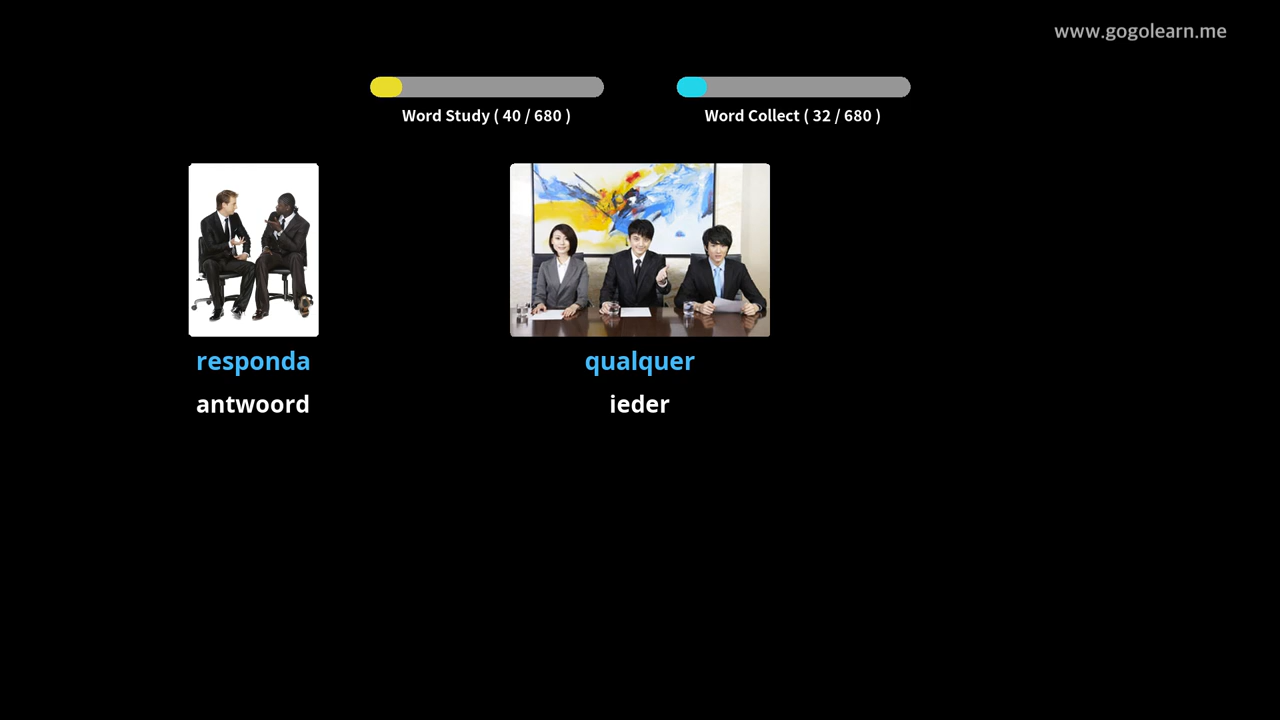 www.gogolearn.me
Word Study ( 40 / 680 )
Word Collect ( 32 / 680 )
responda
antwoord
qualquer
ieder